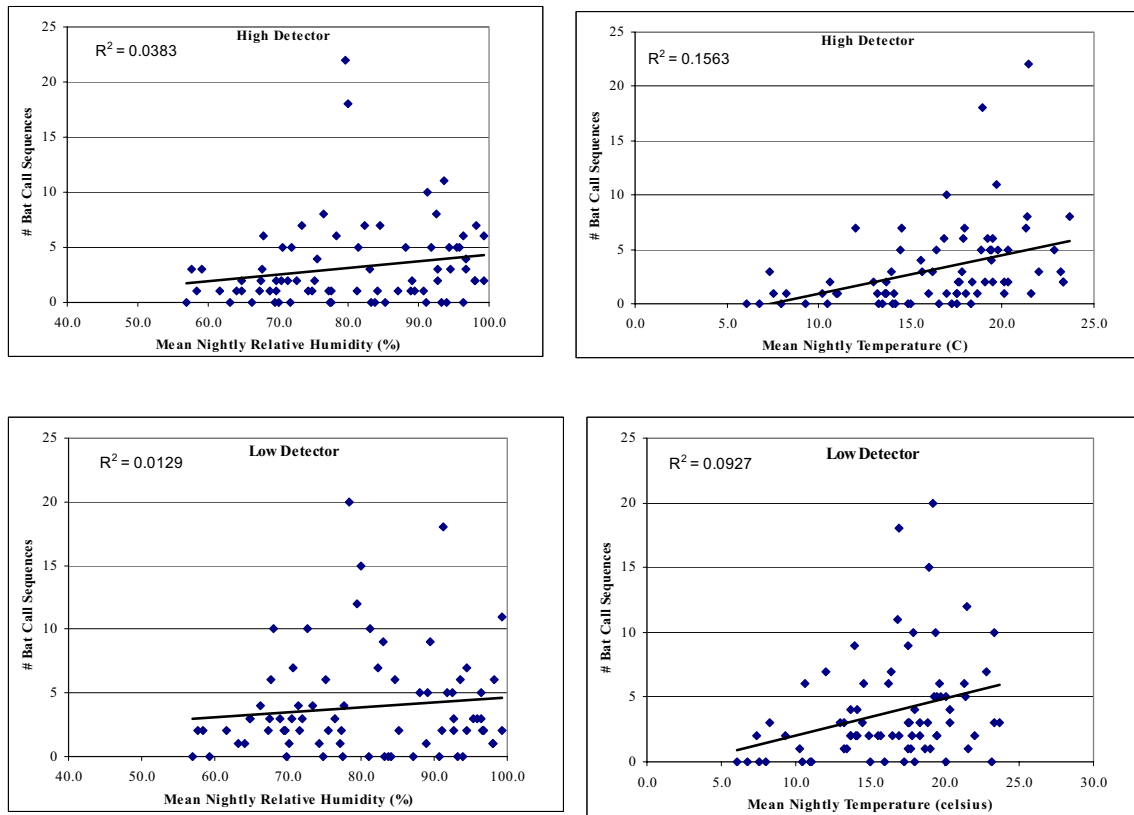 High Detector
R² = 0.0383
# Bat Call Sequences
25
20
15
10
5
0
40.0 50.0 60.0 70.0 80.0 90.0 100.0
Mean Nightly Relative Humidity (%)
High Detector
R² = 0.1563
# Bat Call Sequences
25
20
15
10
5
0
0.0 5.0 10.0 15.0 20.0 25.0
Mean Nightly Temperature (C)
Low Detector
R² = 0.0129
# Bat Call Sequences
25
20
15
10
5
0
40.0 50.0 60.0 70.0 80.0 90.0 100.0
Mean Nightly Relative Humidity (%)
Low Detector
R² = 0.0927
# Bat Call Sequences
25
20
15
10
5
0
0.0 5.0 10.0 15.0 20.0 25.0 30.0
Mean Nightly Temperature (celsius)